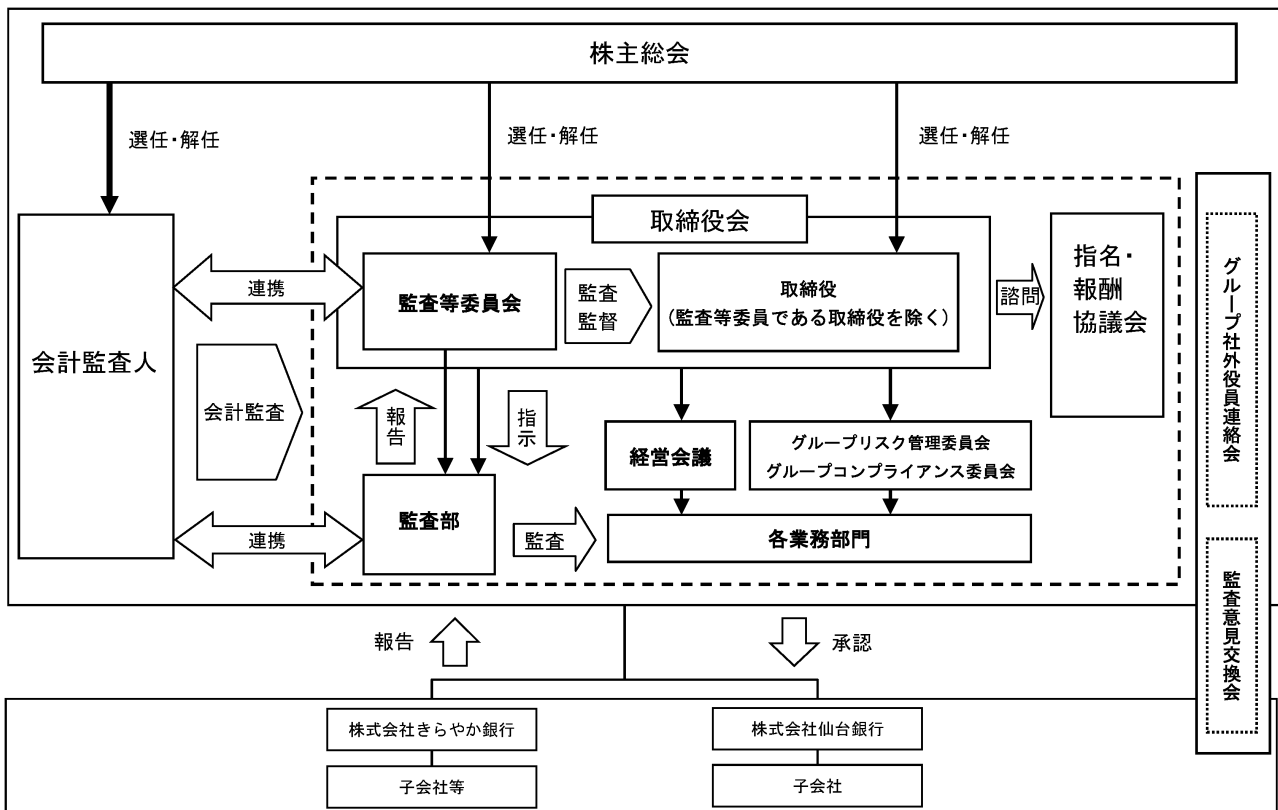 株主総会
選任・解任
選任・解任
選任・解任
取締役会
会計監査人
連携
監査等委員会
監査
監督
取締役
(監査等委員である取締役を除く)
諮問
指名・
報酬
協議会
グループ社外役員連絡会
会計監査
報告
指示
経営会議
グループリスク管理委員会
グループコンプライアンス委員会
連携
監査部
監査
各業務部門
監査意見交換会
報告
承認
株式会社きらやか銀行
株式会社仙台銀行
子会社等
子会社